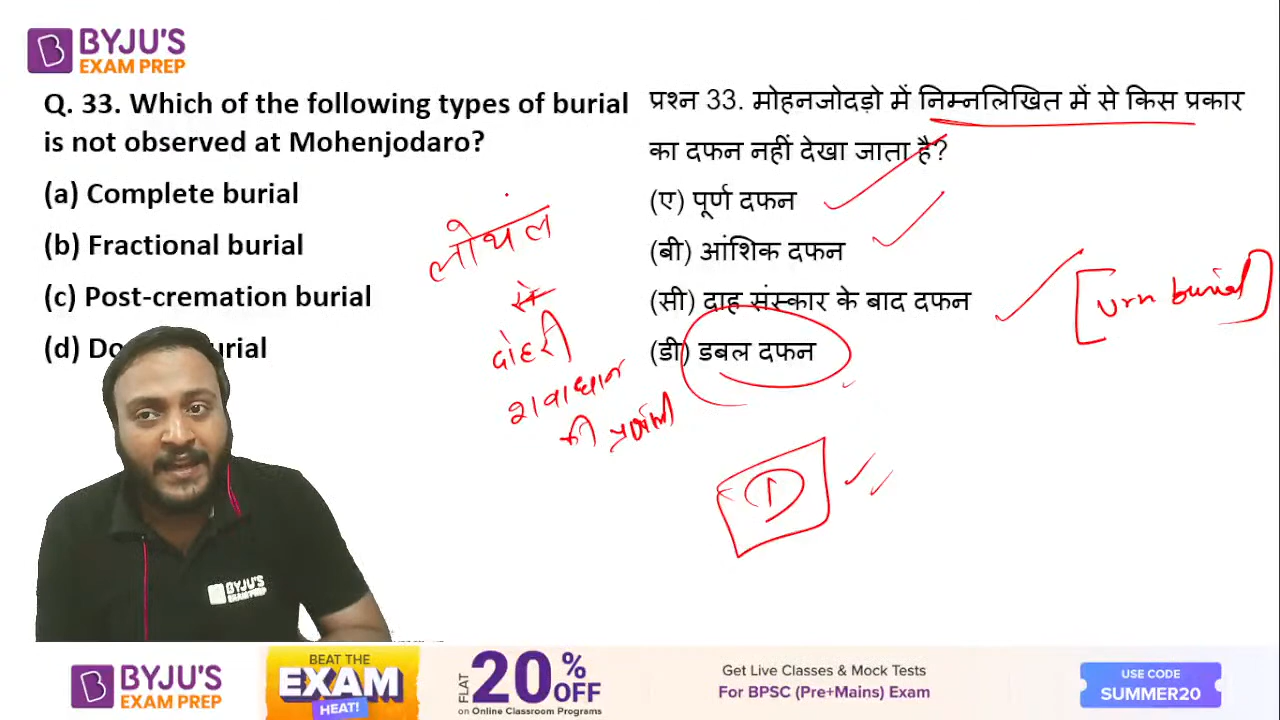 BYJU'S
EXAM PREP
Q. 33. Which of the following types of burial
is not observed at Mohenjodaro?
(a) Complete burial
(b) Fractional burial
(c) Post-cremation burial
(d) Do urial
प्रश्न 33. मोहनजोदड़ो में निम्नलिखित में से किस प्रकार
का दफन नहीं देखा जाता है?
(ए) पूर्ण दफन
(बी) आंशिक दफन
(सी) दाह संस्कार के बाद दफन
(डी) डबल दफन
लोथल
से
दोहरी
शवाधान
की
[urn burial]
D
BYJU'S
EXAM PREP
BYJU'S
EXAM PREP
BEAT THE
EXAM
HEAT!
FLAT
20% OFF
on Online Classroom Programs
Get Live Classes & Mock Tests
For BPSC (Pre+Mains) Exam
USE CODE
SUMMER20